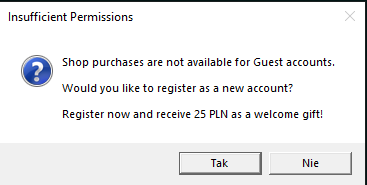 Insufficient Permissions
Shop purchases are not available for Guest accounts.
Would you like to register as a new account?
Register now and receive 25 PLN as a welcome gift!
Tak
Nie